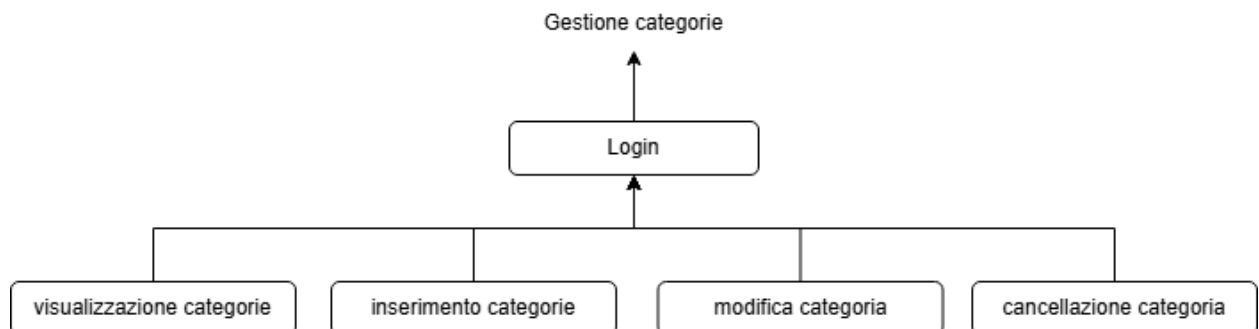 Gestione categorie
Login
visualizzazione categorie
inserimento categorie
modifica categoria
cancellazione categoria